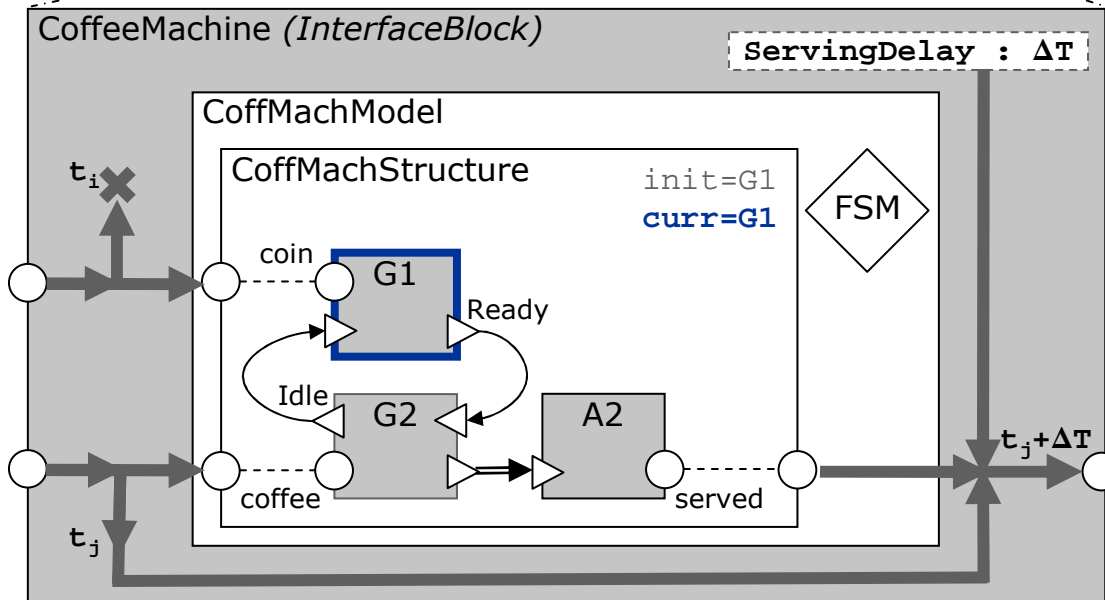 CoffeeMachine (InterfaceBlock)
ServingDelay : ΔT
CoffMachModel
CoffMachStructure
init=G1
curr=G1
FSM
tᵢ
coin
G1
Ready
Idle
G2
A2
tⱼ+ΔT
coffee
served
tⱼ